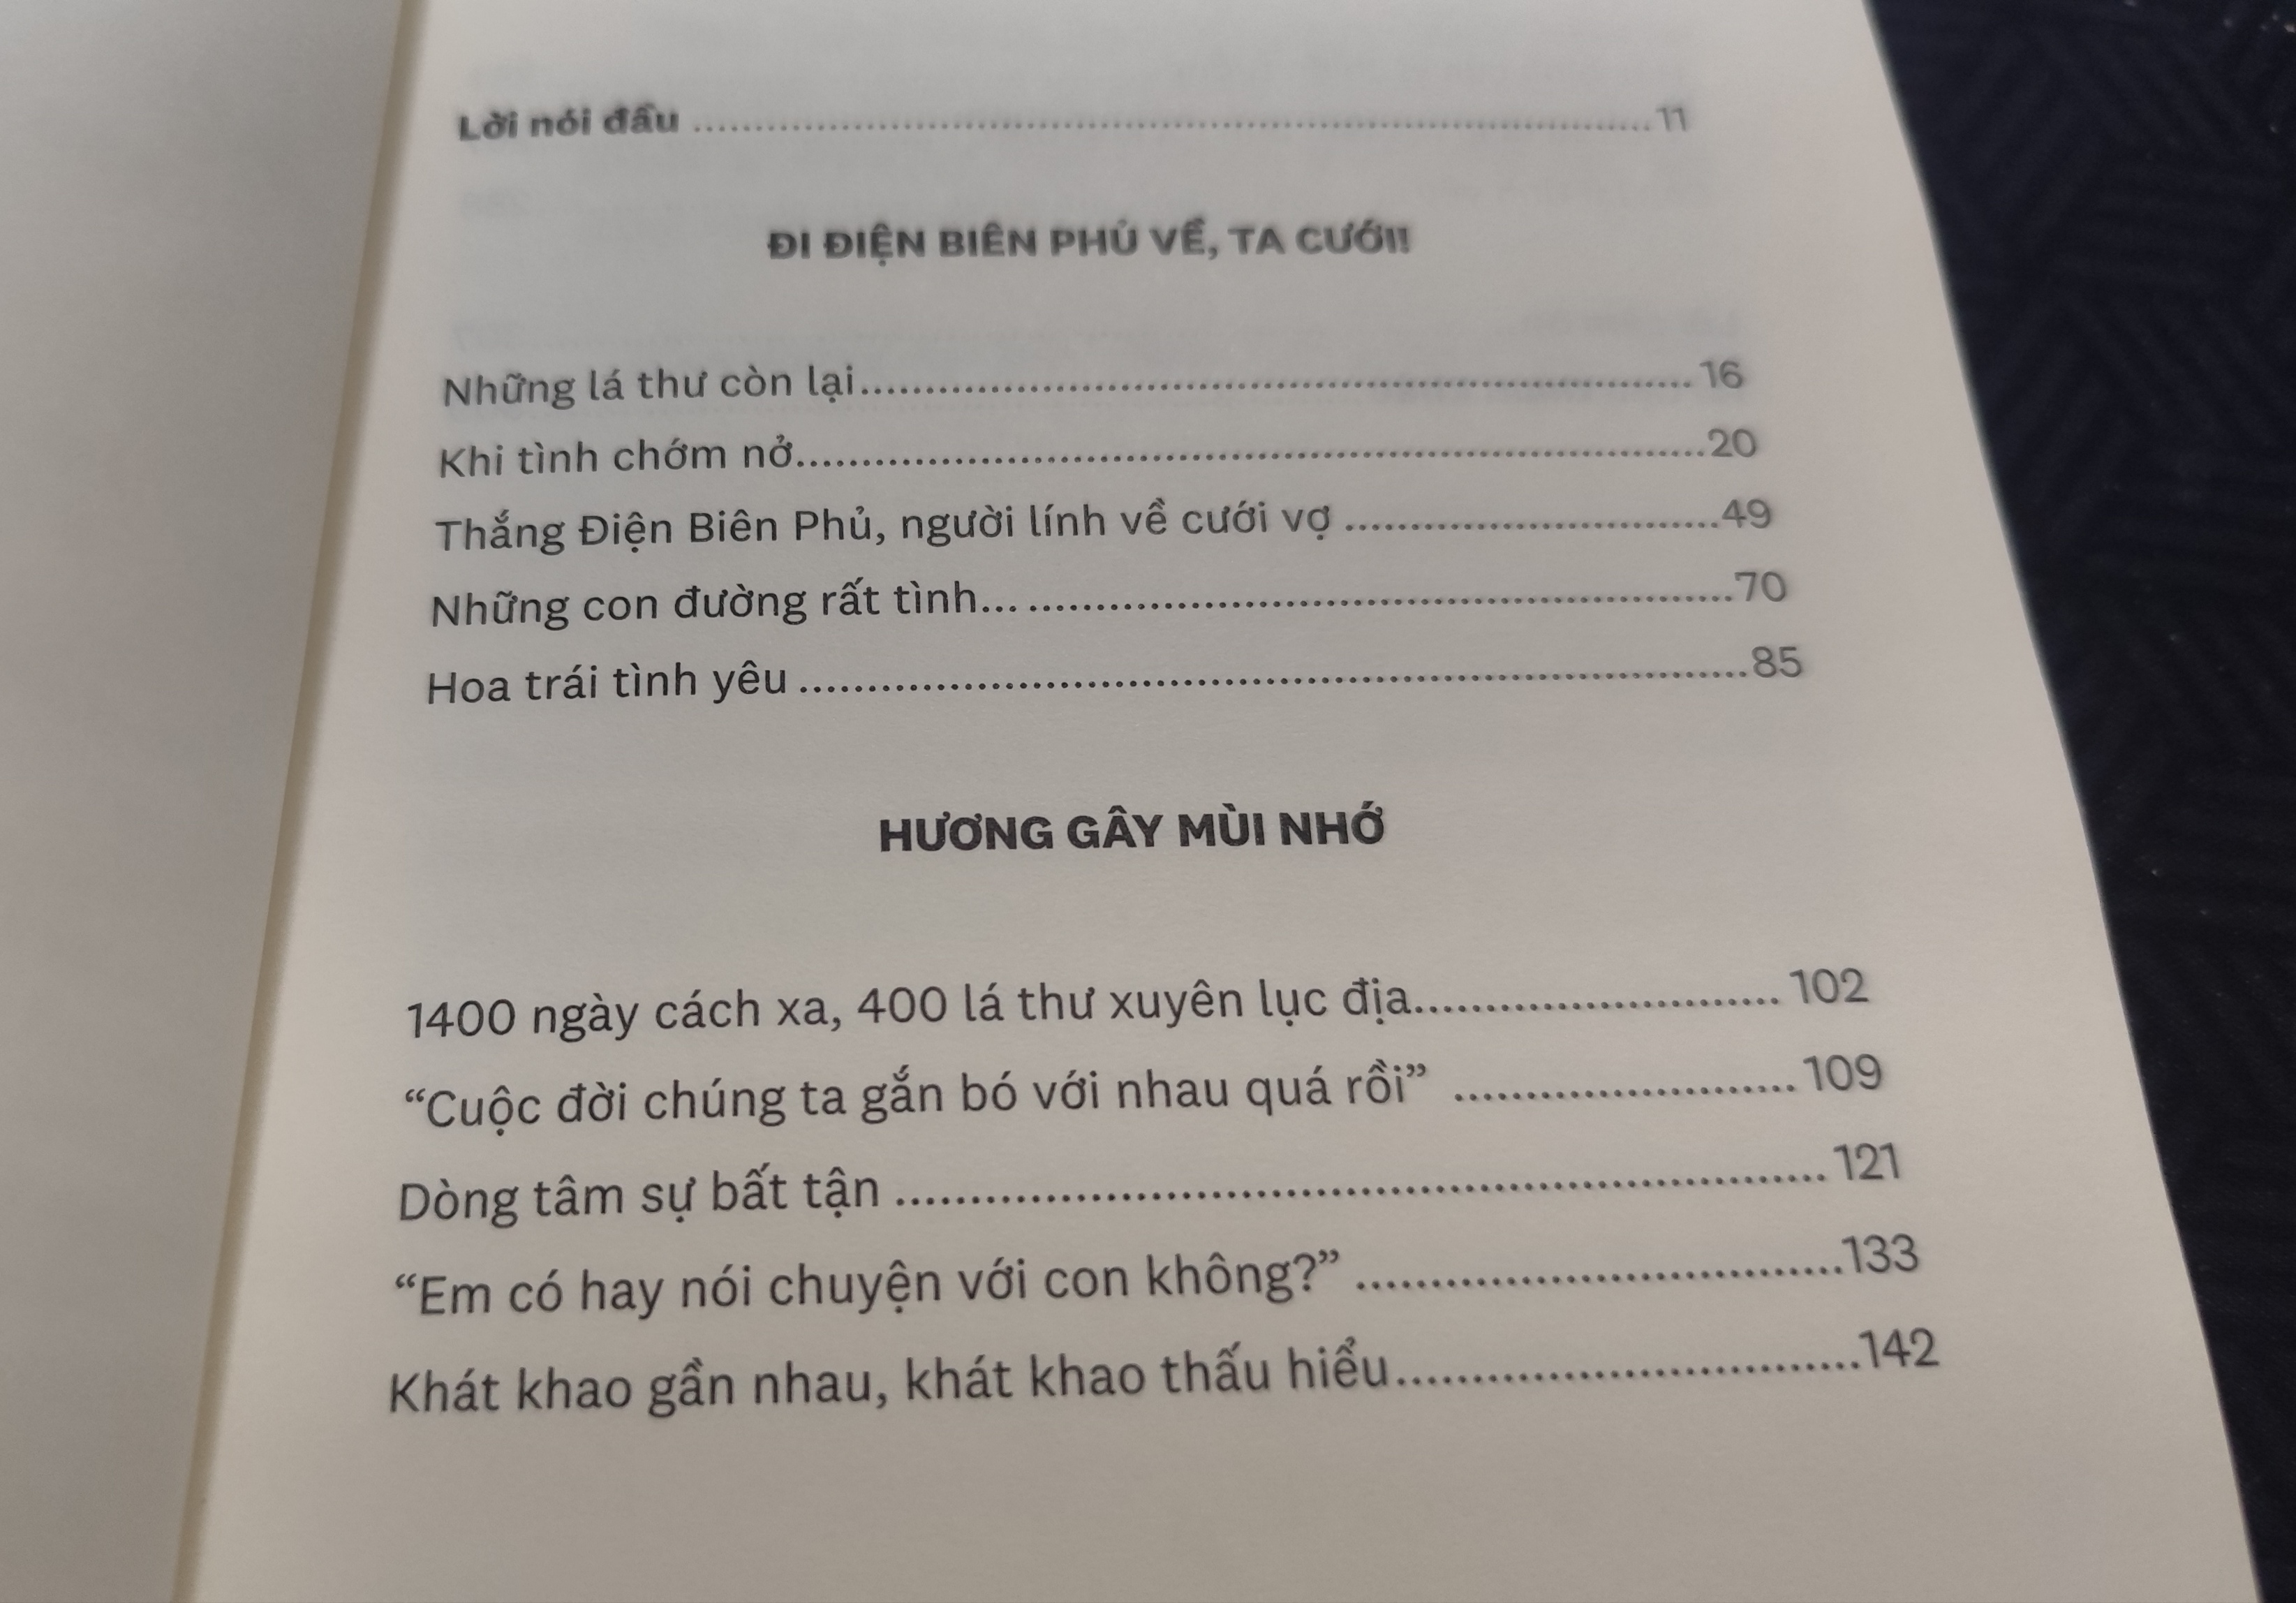 Lời nói đầu ........................................ 11
ĐI ĐIỆN BIÊN PHỦ VỀ, TA CƯỚI!
Những lá thư còn lại........................................ 16
Khi tình chớm nở........................................20
Thắng Điện Biên Phủ, người lính về cưới vợ ..............................49
Những con đường rất tình... ........................................70
Hoa trái tình yêu ........................................85
HƯƠNG GÂY MÙI NHỚ
1400 ngày cách xa, 400 lá thư xuyên lục địa.......................... 102
“Cuộc đời chúng ta gắn bó với nhau quá rồi” ........................ 109
Dòng tâm sự bất tận ........................................ 121
“Em có hay nói chuyện với con không?” ..............................133
Khát khao gần nhau, khát khao thấu hiểu..............................142